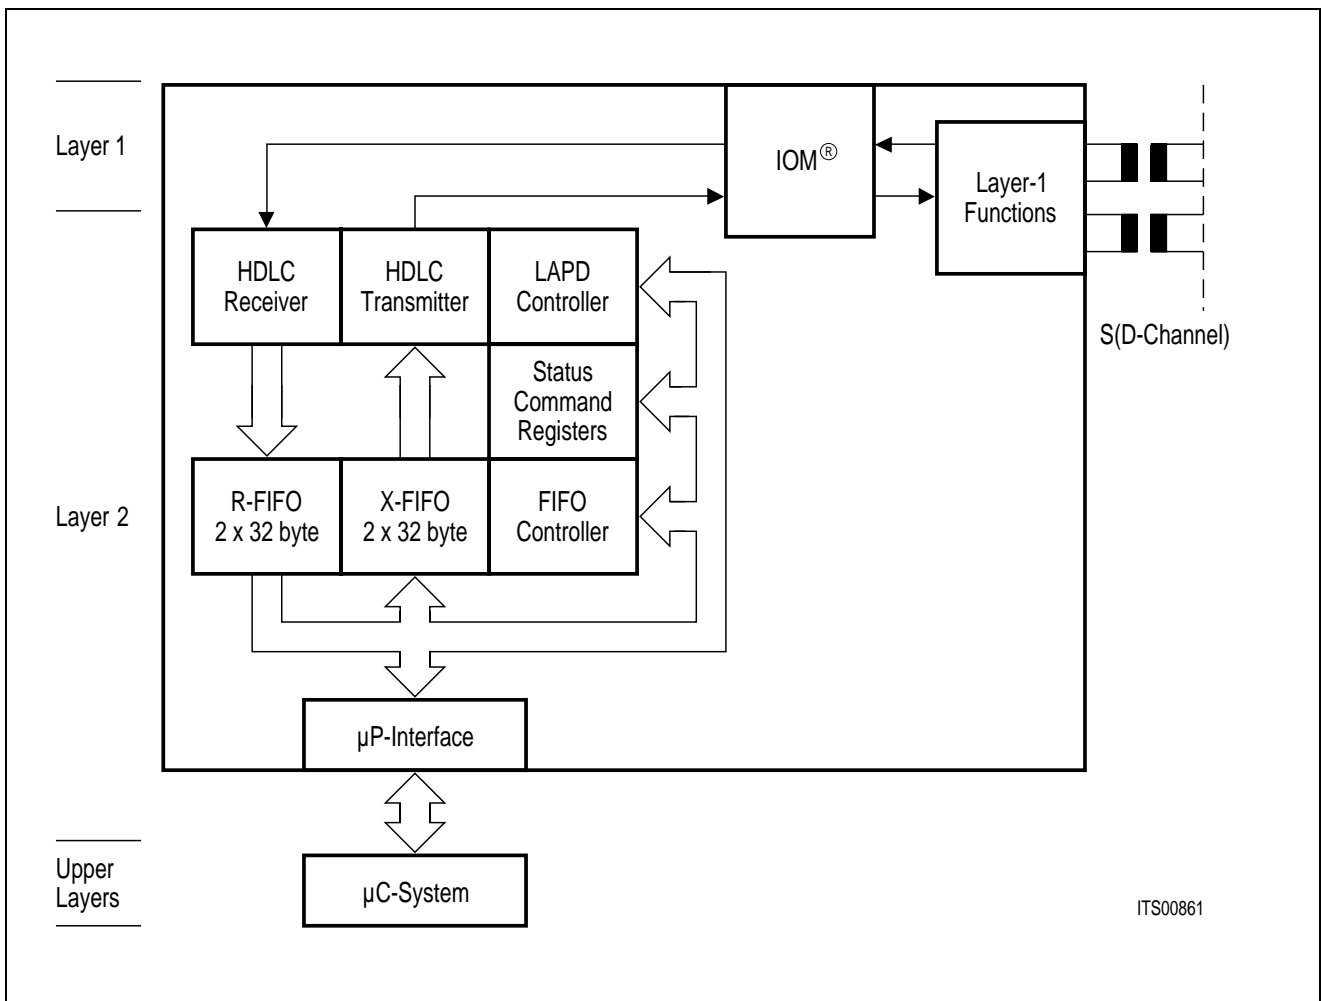 Layer 1
IOM®
Layer-1
Functions
HDLC
Receiver
HDLC
Transmitter
LAPD
Controller
S(D-Channel)
Status
Command
Registers
Layer 2
R-FIFO
2 x 32 byte
X-FIFO
2 x 32 byte
FIFO
Controller
µP-Interface
Upper
Layers
µC-System
ITS00861